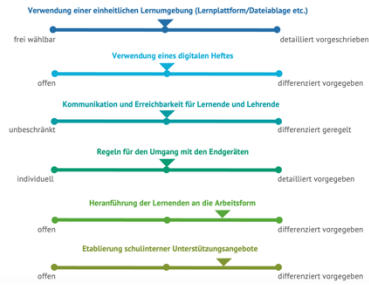 Verwendung einer einheitlichen Lernumgebung (Lernplattform/Dateiablage etc.)
frei wählbar
detailliert vorgeschrieben
Verwendung eines digitalen Heftes
offen
differenziert vorgegeben
Kommunikation und Erreichbarkeit für Lernende und Lehrende
unbeschränkt
differenziert geregelt
Regeln für den Umgang mit den Endgeräten
individuell
detailliert vorgegeben
Heranführung der Lernenden an die Arbeitsform
offen
differenziert vorgegeben
Etablierung schulinterner Unterstützungsangebote
offen
differenziert vorgegeben